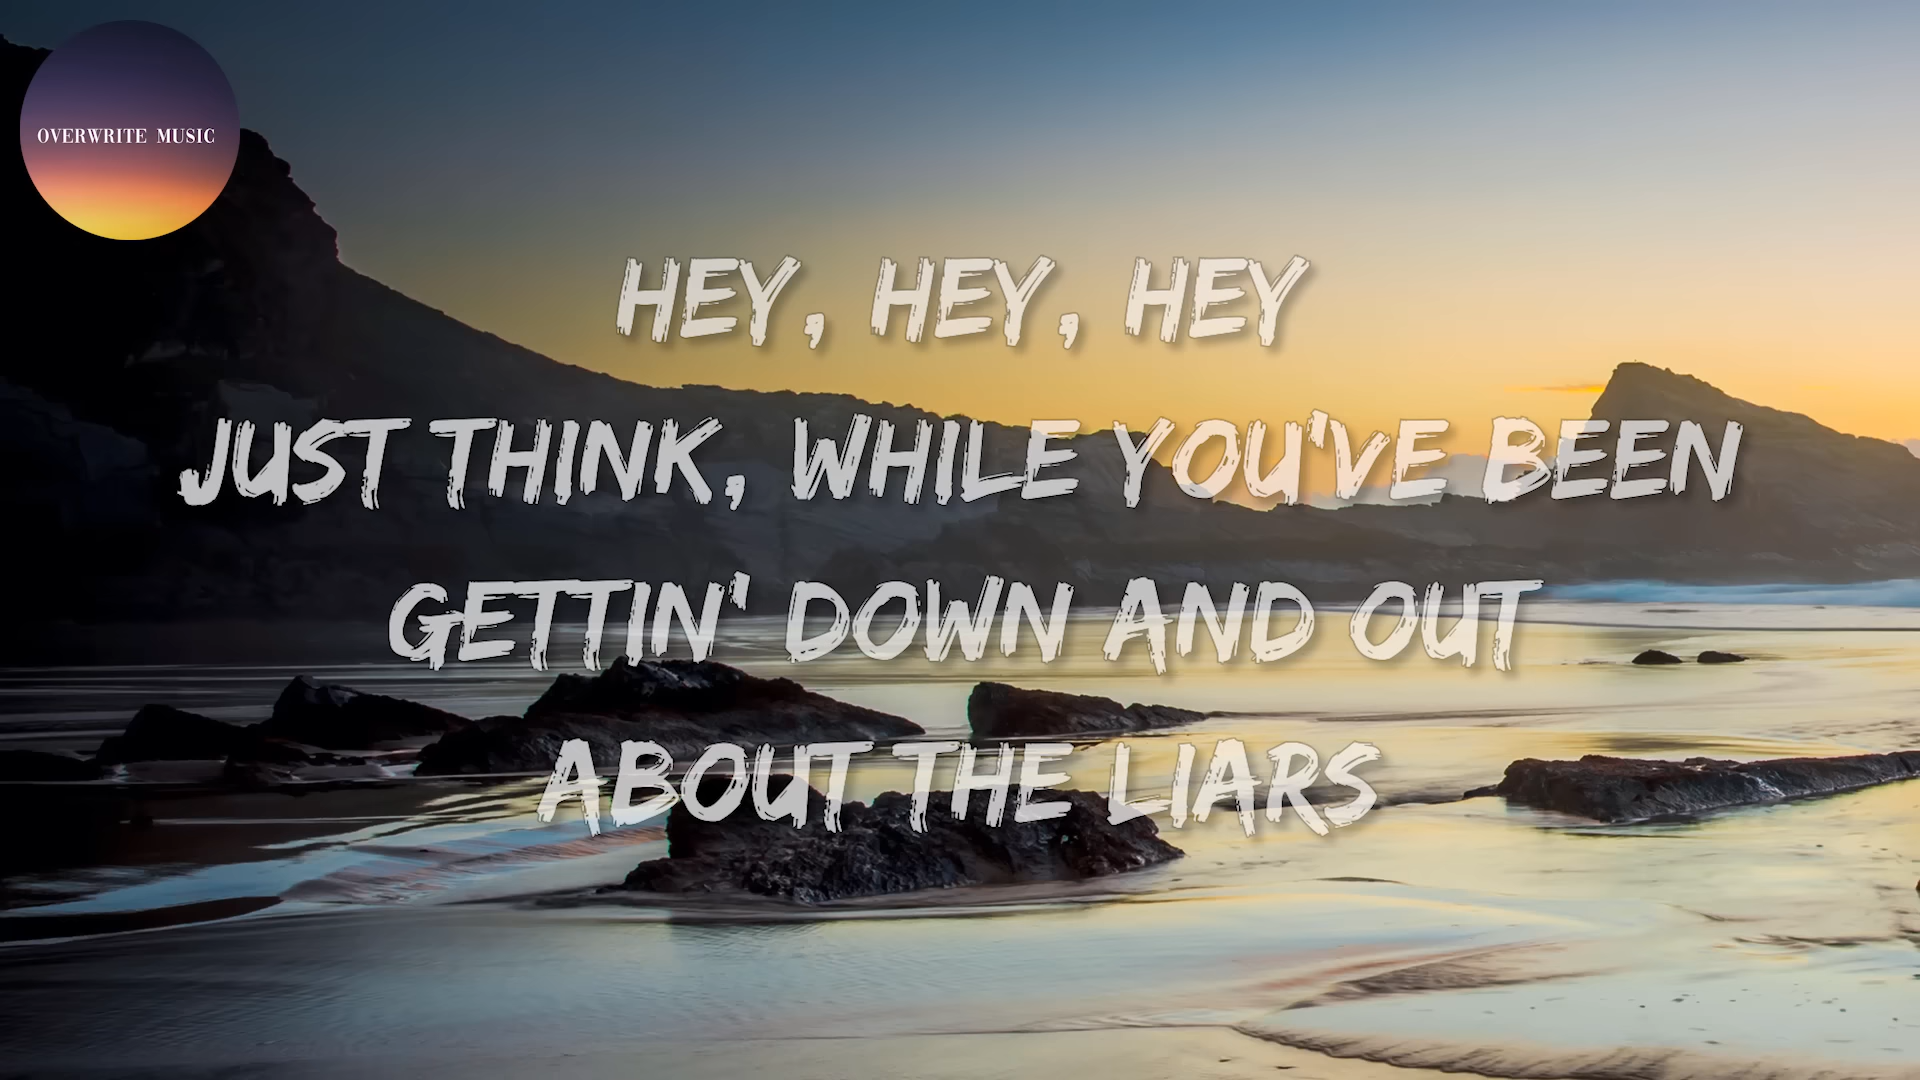 OVERWRITE MUSIC
HEY, HEY, HEY
JUST THINK, WHILE YOU'VE BEEN
GETTIN' DOWN AND OUT
ABOUT THE LIARS